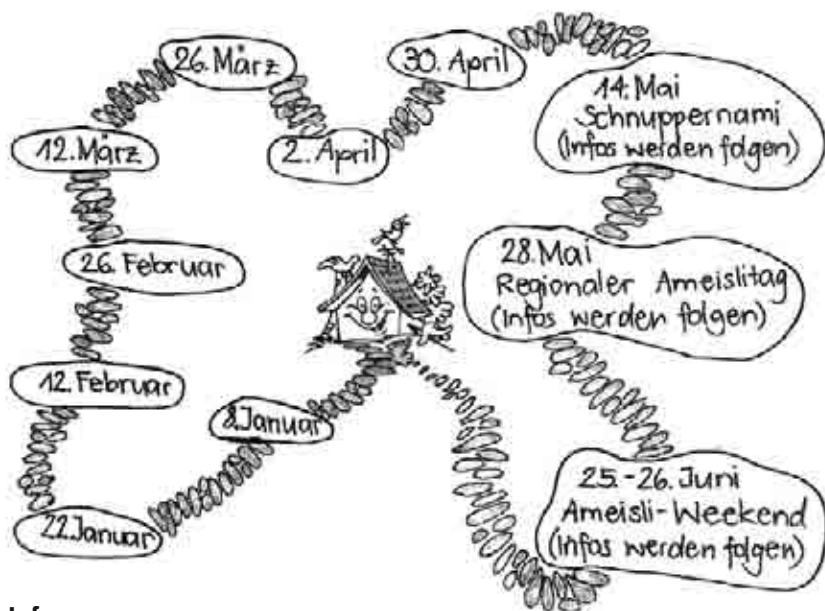 8. Januar
22. Januar
12. Februar
26. Februar
12. März
26. März
2. April
30. April
14. Mai
Schnuppernami
(Infos werden folgen)
28. Mai
Regionaler Ameislitag
(Infos werden folgen)
25.-26. Juni
Ameisli-Weekend
(Infos werden folgen)